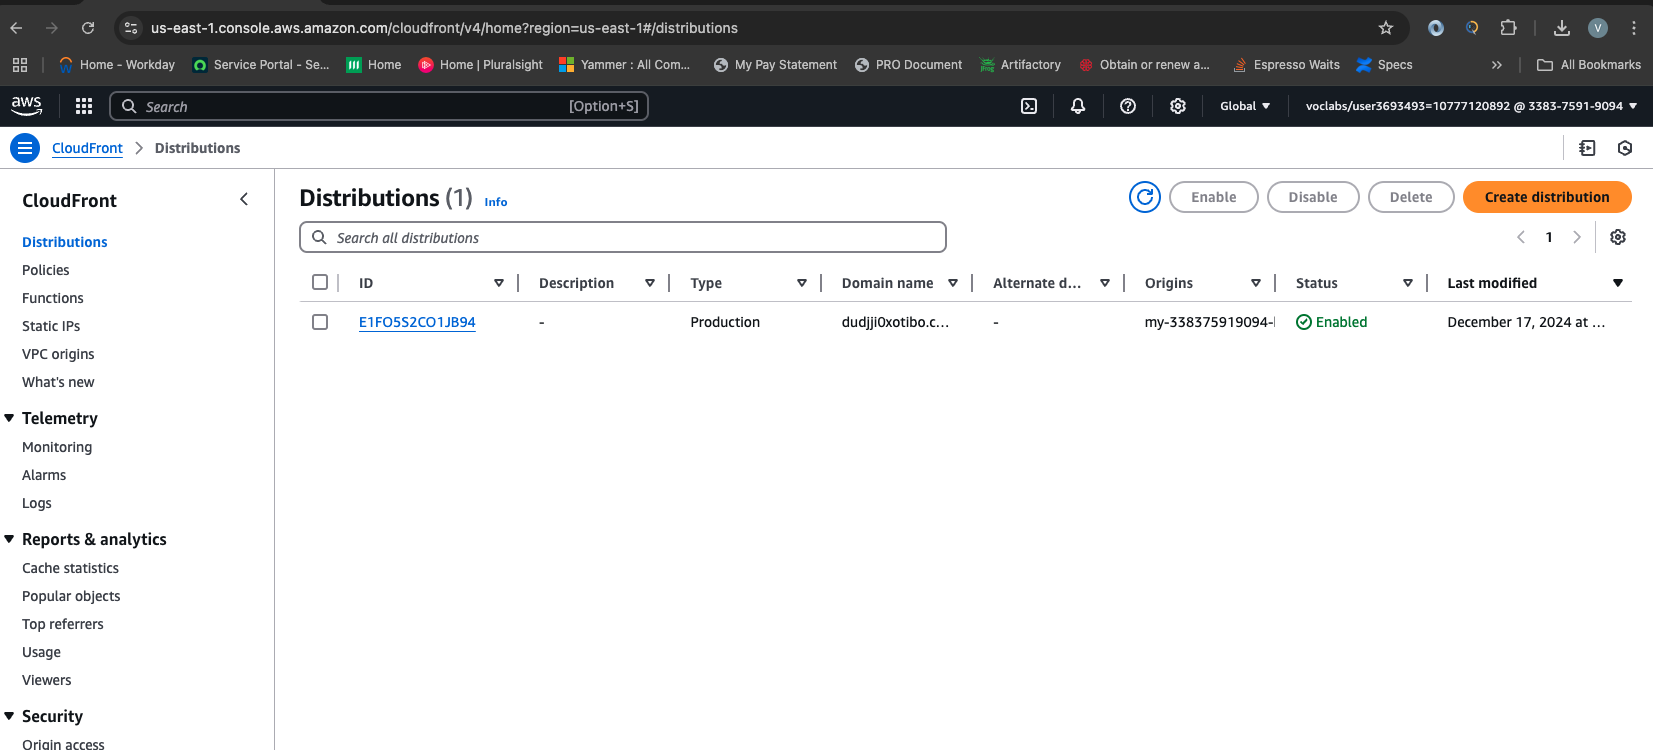 us-east-1.console.aws.amazon.com/cloudfront/v4/home?region=us-east-1#/distributions
V
Home - Workday
Service Portal - Se...
Home
Home | Pluralsight
Yammer : All Com...
My Pay Statement
PRO Document
Artifactory
Obtain or renew a...
Espresso Waits
Specs
All Bookmarks
aws
Search
[Option+S]
Global
voclabs/user3693493=10777120892 @ 3383-7591-9094
CloudFront
Distributions
CloudFront
Distributions
Policies
Functions
Static IPs
VPC origins
What's new
Telemetry
Monitoring
Alarms
Logs
Reports & analytics
Cache statistics
Popular objects
Top referrers
Usage
Viewers
Security
Origin access
Distributions (1) Info
Enable
Disable
Delete
Create distribution
Search all distributions
1
ID
Description
Type
Domain name
Alternate d...
Origins
Status
Last modified
E1FO5S2CO1JB94
-
Production
dudjji0xotibo.c...
-
my-338375919094-
Enabled
December 17, 2024 at ...